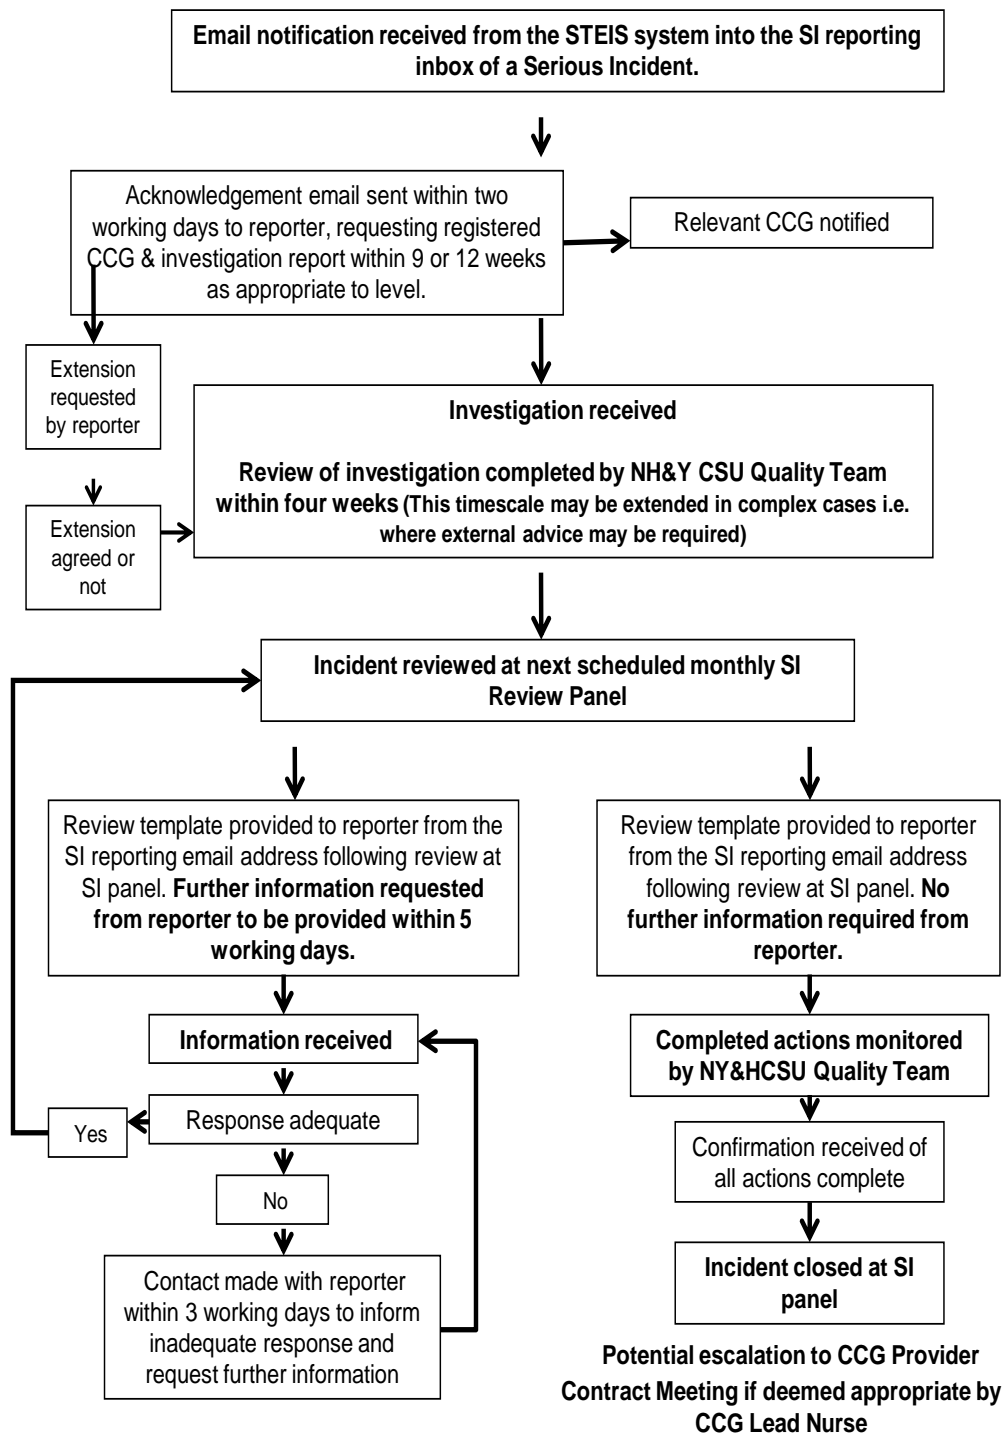 Email notification received from the STEIS system into the SI reporting
inbox of a Serious Incident.
Acknowledgement email sent within two
working days to reporter, requesting registered
CCG & investigation report within 9 or 12 weeks
as appropriate to level.
Relevant CCG notified
Extension
requested
by reporter
Extension
agreed or
not
Investigation received
Review of investigation completed by NH&Y CSU Quality Team
within four weeks (This timescale may be extended in complex cases i.e.
where external advice may be required)
Incident reviewed at next scheduled monthly SI
Review Panel
Review template provided to reporter from the
SI reporting email address following review at
SI panel. Further information requested
from reporter to be provided within 5
working days.
Information received
Response adequate
Yes
No
Contact made with reporter
within 3 working days to inform
inadequate response and
request further information
Review template provided to reporter
from the SI reporting email address
following review at SI panel. No
further information required from
reporter.
Completed actions monitored
by NY&HCSU Quality Team
Confirmation received of
all actions complete
Incident closed at SI
panel
Potential escalation to CCG Provider
Contract Meeting if deemed appropriate by
CCG Lead Nurse